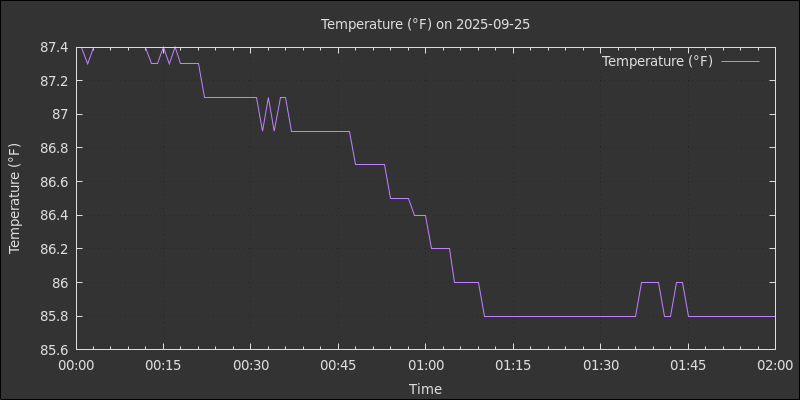 Temperature (°F) on 2025-09-25
Temperature (°F)
87.4
87.2
87
86.8
86.6
86.4
86.2
86
85.8
85.6
Temperature (°F)
00:00 00:15 00:30 00:45 01:00 01:15 01:30 01:45 02:00
Time